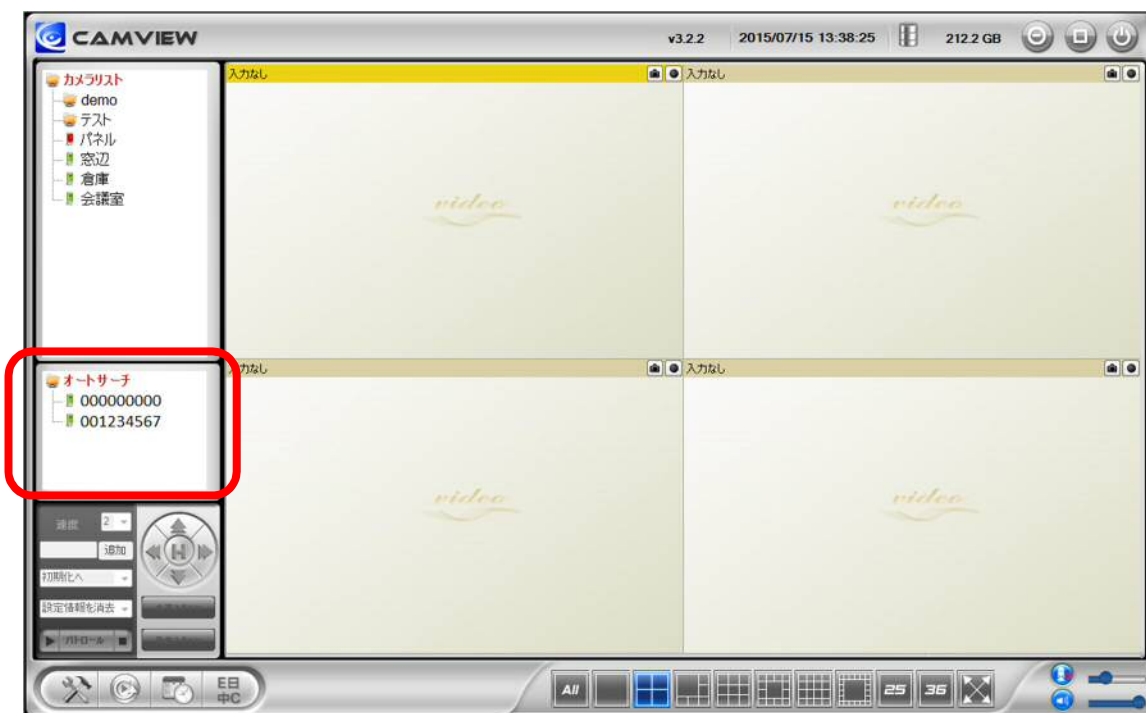 CAMVIEW
v3.2.2
2015/07/15 13:38:25
212.2 GB
カメラリスト
demo
テスト
パネル
窓辺
倉庫
会議室
入力なし
入力なし
video
video
オートサーチ
000000000
001234567
入力なし
入力なし
video
video
速度
2
追加
初期化へ
設定情報を消去
パトロール
H
E日
中C
All
25
36